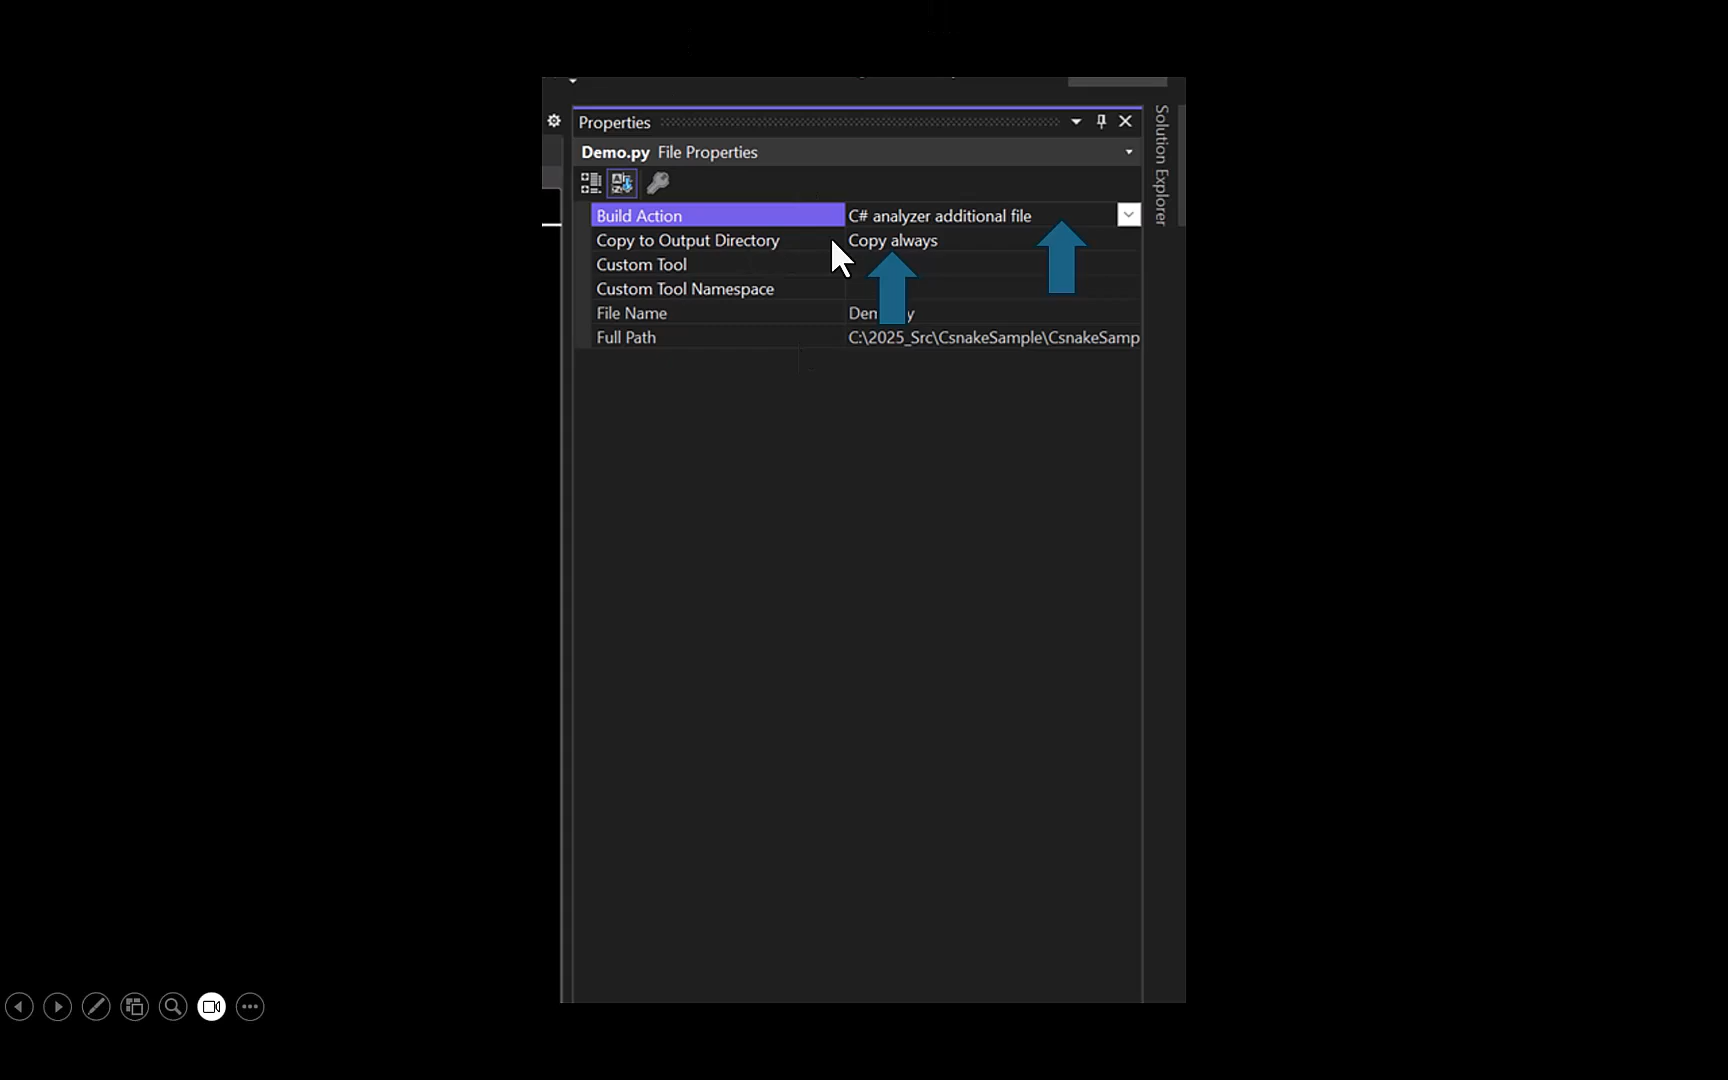 Properties
Demo.py File Properties
Build Action C# analyzer additional file
Copy to Output Directory Copy always
Custom Tool
Custom Tool Namespace
File Name
Full Path C:\2025_Src\CsnakeSample\CsnakeSamp
Solution Explorer